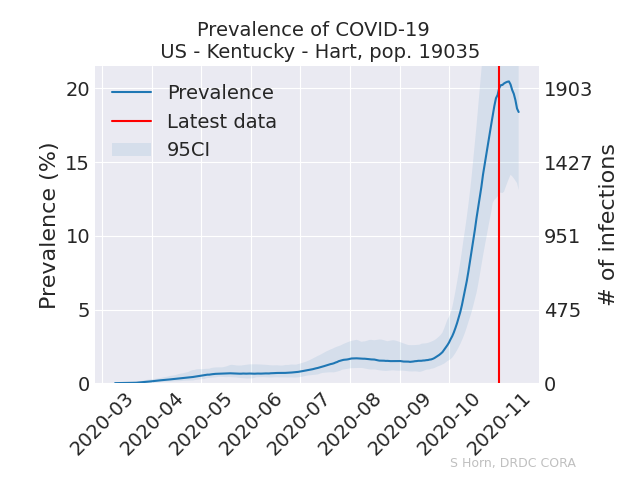 Prevalence of COVID-19
US - Kentucky - Hart, pop. 19035
Prevalence
Latest data
95CI
Prevalence (%)
20
15
10
5
0
1903
1427
951
475
0
# of infections
2020-03
2020-04
2020-05
2020-06
2020-07
2020-08
2020-09
2020-10
2020-11
S Horn, DRDC CORA